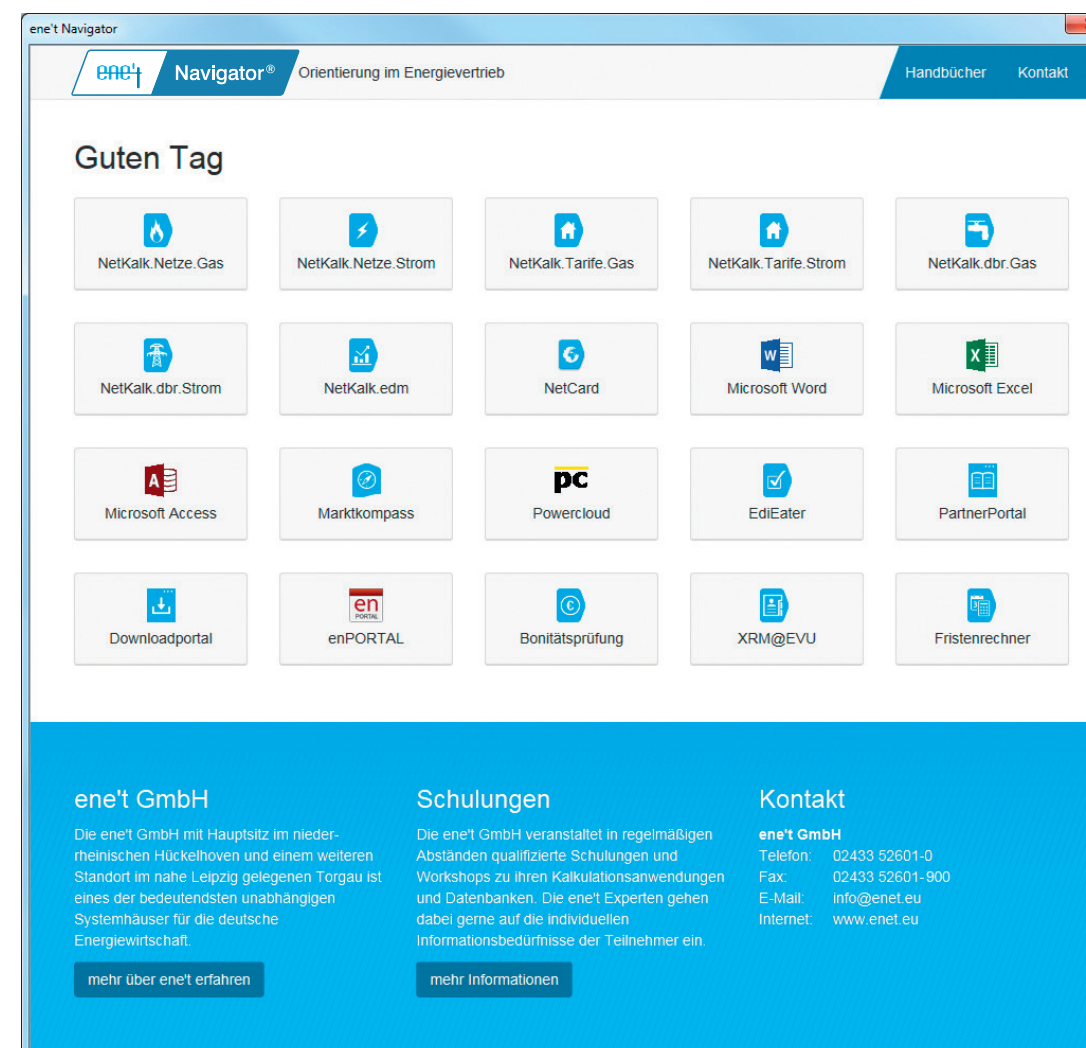 ene't Navigator
ene't Navigator® Orientierung im Energievertrieb Handbücher Kontakt
Guten Tag
NetKalk.Netze.Gas NetKalk.Netze.Strom NetKalk.Tarife.Gas NetKalk.Tarife.Strom NetKalk.dbr.Gas
W X
NetKalk.dbr.Strom NetKalk.edm NetCard Microsoft Word Microsoft Excel
A pc
Microsoft Access Marktkompass Powercloud EdiEater PartnerPortal
en
PORTAL
Downloadportal enPORTAL Bonitätsprüfung XRM@EVU Fristenrechner
ene't GmbH
Die ene't GmbH mit Hauptsitz im nieder-
rheinischen Hückelhoven und einem weiteren
Standort im nahe Leipzig gelegenen Torgau ist
eines der bedeutendsten unabhängigen
Systemhäuser für die deutsche
Energiewirtschaft.
mehr über ene't erfahren
Schulungen
Die ene't GmbH veranstaltet in regelmäßigen
Abständen qualifizierte Schulungen und
Workshops zu ihren Kalkulationsanwendungen
und Datenbanken. Die ene't Experten gehen
dabei gerne auf die individuellen
Informationsbedürfnisse der Teilnehmer ein.
mehr Informationen
Kontakt
ene't GmbH
Telefon: 02433 52601-0
Fax: 02433 52601-900
E-Mail: info@enet.eu
Internet: www.enet.eu